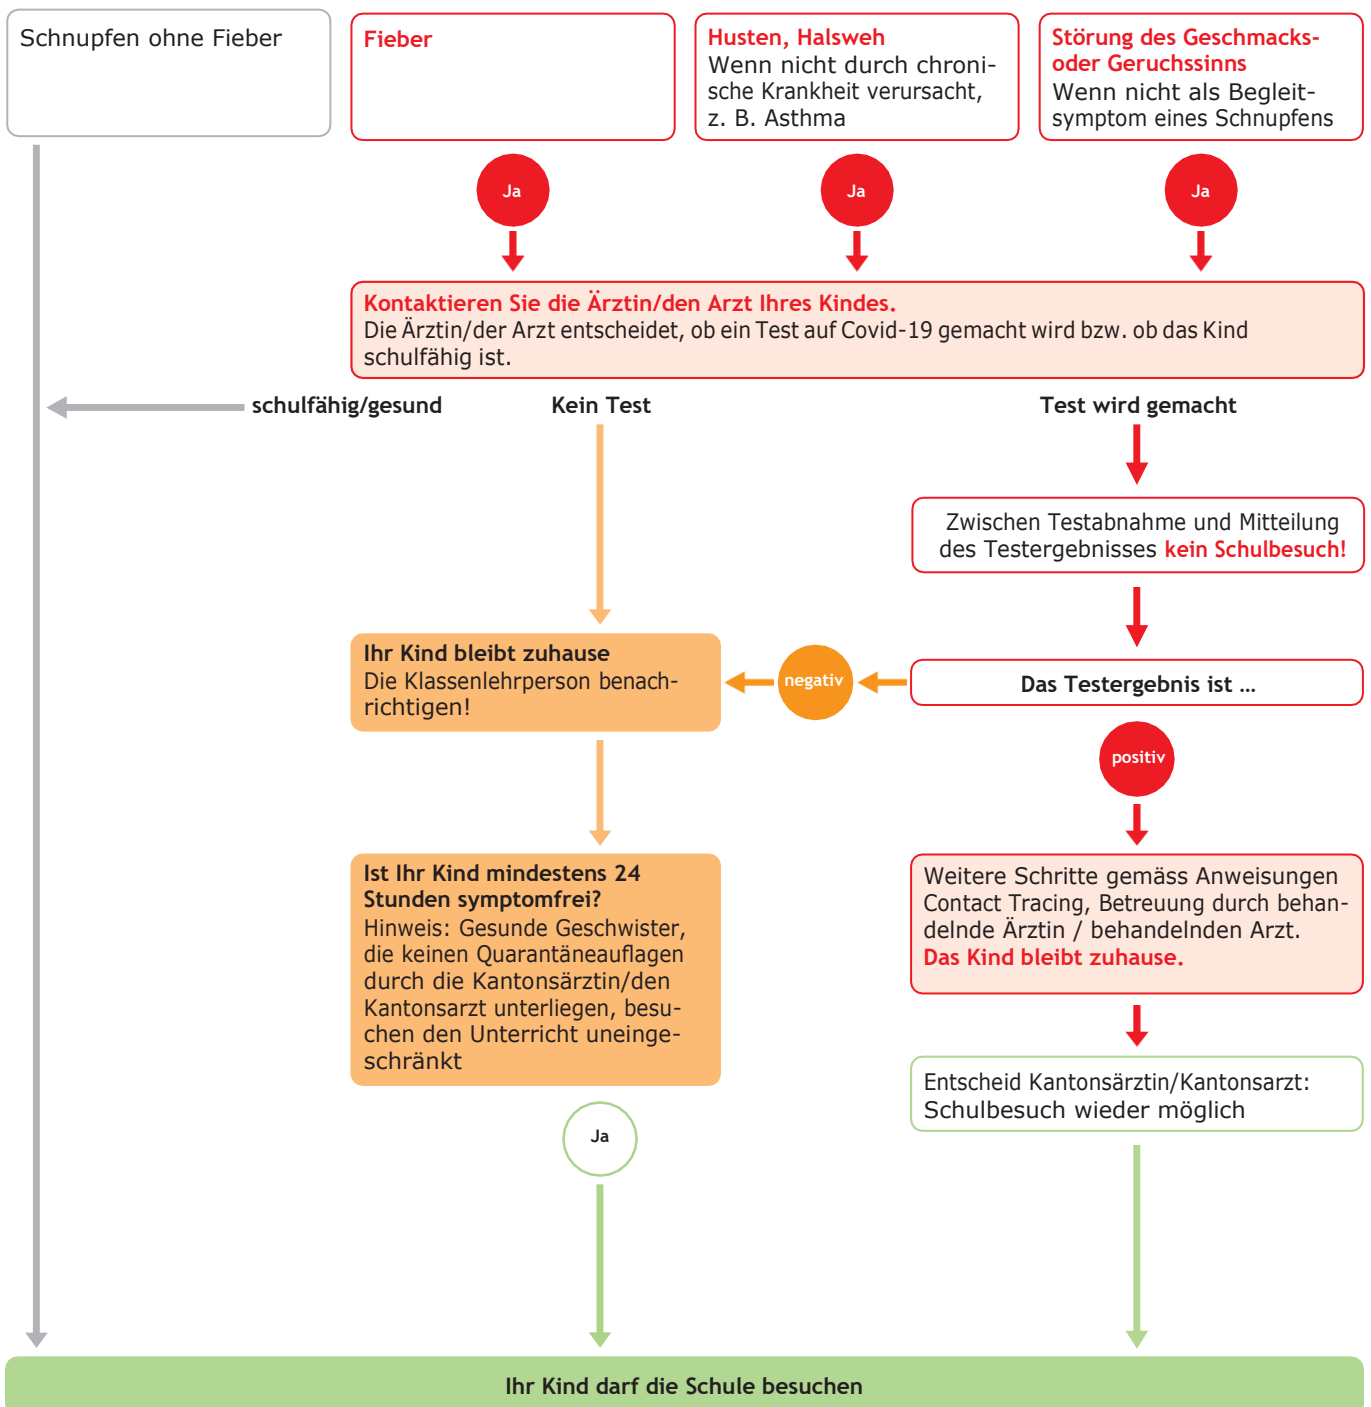 Schnupfen ohne Fieber
Fieber
Husten, Halsweh
Wenn nicht durch chroni-
sche Krankheit verursacht,
z. B. Asthma
Störung des Geschmacks-
oder Geruchssinns
Wenn nicht als Begleit-
symptom eines Schnupfens
Ja
Ja
Ja
Kontaktieren Sie die Ärztin/den Arzt Ihres Kindes.
Die Ärztin/der Arzt entscheidet, ob ein Test auf Covid-19 gemacht wird bzw. ob das Kind
schulfähig ist.
schulfähig/gesund
Kein Test
Test wird gemacht
Zwischen Testabnahme und Mitteilung
des Testergebnisses kein Schulbesuch!
Ihr Kind bleibt zuhause
Die Klassenlehrperson benach-
richtigen!
negativ
Das Testergebnis ist …
positiv
Ist Ihr Kind mindestens 24
Stunden symptomfrei?
Hinweis: Gesunde Geschwister,
die keinen Quarantäneauflagen
durch die Kantonsärztin/den
Kantonsarzt unterliegen, besu-
chen den Unterricht uneinge-
schränkt
Weitere Schritte gemäss Anweisungen
Contact Tracing, Betreuung durch behan-
delnde Ärztin / behandelnden Arzt.
Das Kind bleibt zuhause.
Entscheid Kantonsärztin/Kantonsarzt:
Schulbesuch wieder möglich
Ja
Ihr Kind darf die Schule besuchen